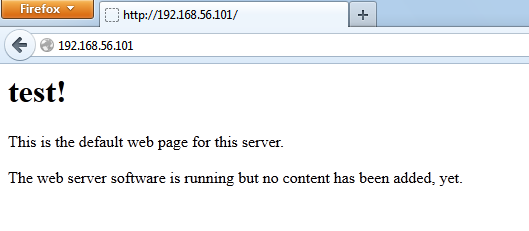 Firefox
http://192.168.56.101/
192.168.56.101
test!
This is the default web page for this server.
The web server software is running but no content has been added, yet.